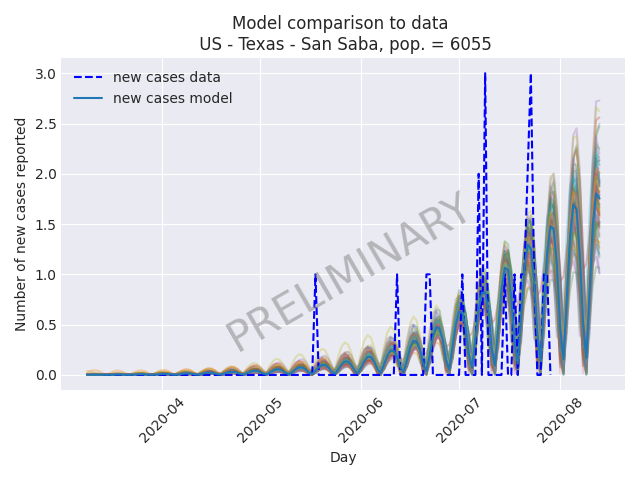 Model comparison to data
US - Texas - San Saba, pop. = 6055
3.0
2.5
2.0
1.5
1.0
0.5
0.0
Number of new cases reported
new cases data
new cases model
PRELIMINARY
2020-04
2020-05
2020-06
2020-07
2020-08
Day